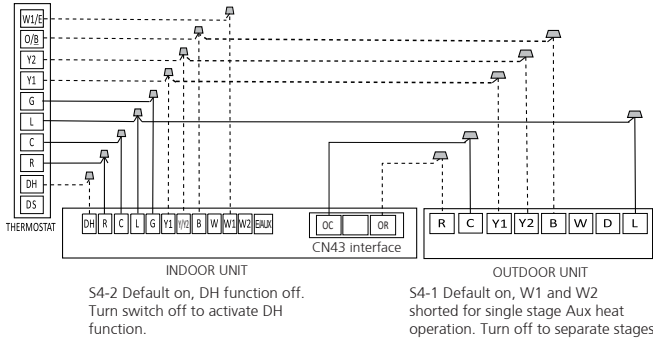 W1/E
O/B
Y2
Y1
G
L
C
R
DH
DS
THERMOSTAT
DH R C L G Y1 Y/Y2 B W W1 W2 E/AUX
OC OR
CN43 interface
R C Y1 Y2 B W D L
INDOOR UNIT
OUTDOOR UNIT
S4-2 Default on, DH function off.
Turn switch off to activate DH
function.
S4-1 Default on, W1 and W2
shorted for single stage Aux heat
operation. Turn off to separate stages